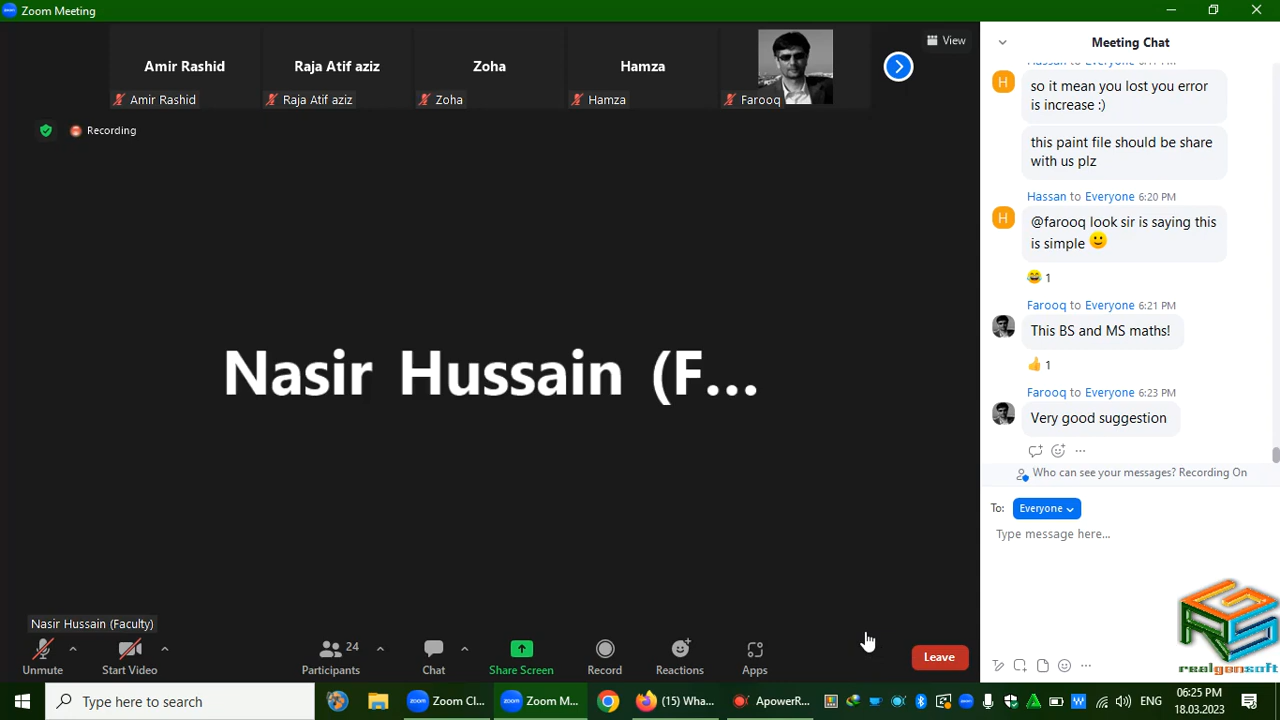 Zoom Meeting
Amir Rashid
Raja Atif aziz
Zoha
Hamza
View
Amir Rashid
Raja Atif aziz
Zoha
Hamza
Farooq
Recording
Nasir Hussain (F...
Nasir Hussain (Faculty)
Unmute
Start Video
24
Participants
Chat
Share Screen
Record
Reactions
Apps
Leave
Meeting Chat
H
so it mean you lost you error
is increase :)
this paint file should be share
with us plz
Hassan to Everyone 6:20 PM
H
@farooq look sir is saying this
is simple 🙂
😂 1
Farooq to Everyone 6:21 PM
This BS and MS maths!
👍 1
Farooq to Everyone 6:23 PM
Very good suggestion
Who can see your messages? Recording On
To: Everyone
Type message here...
realgansoft
Type here to search
Zoom Cl...
Zoom M...
(15) Wha...
ApowerR...
ENG
06:25 PM
18.03.2023